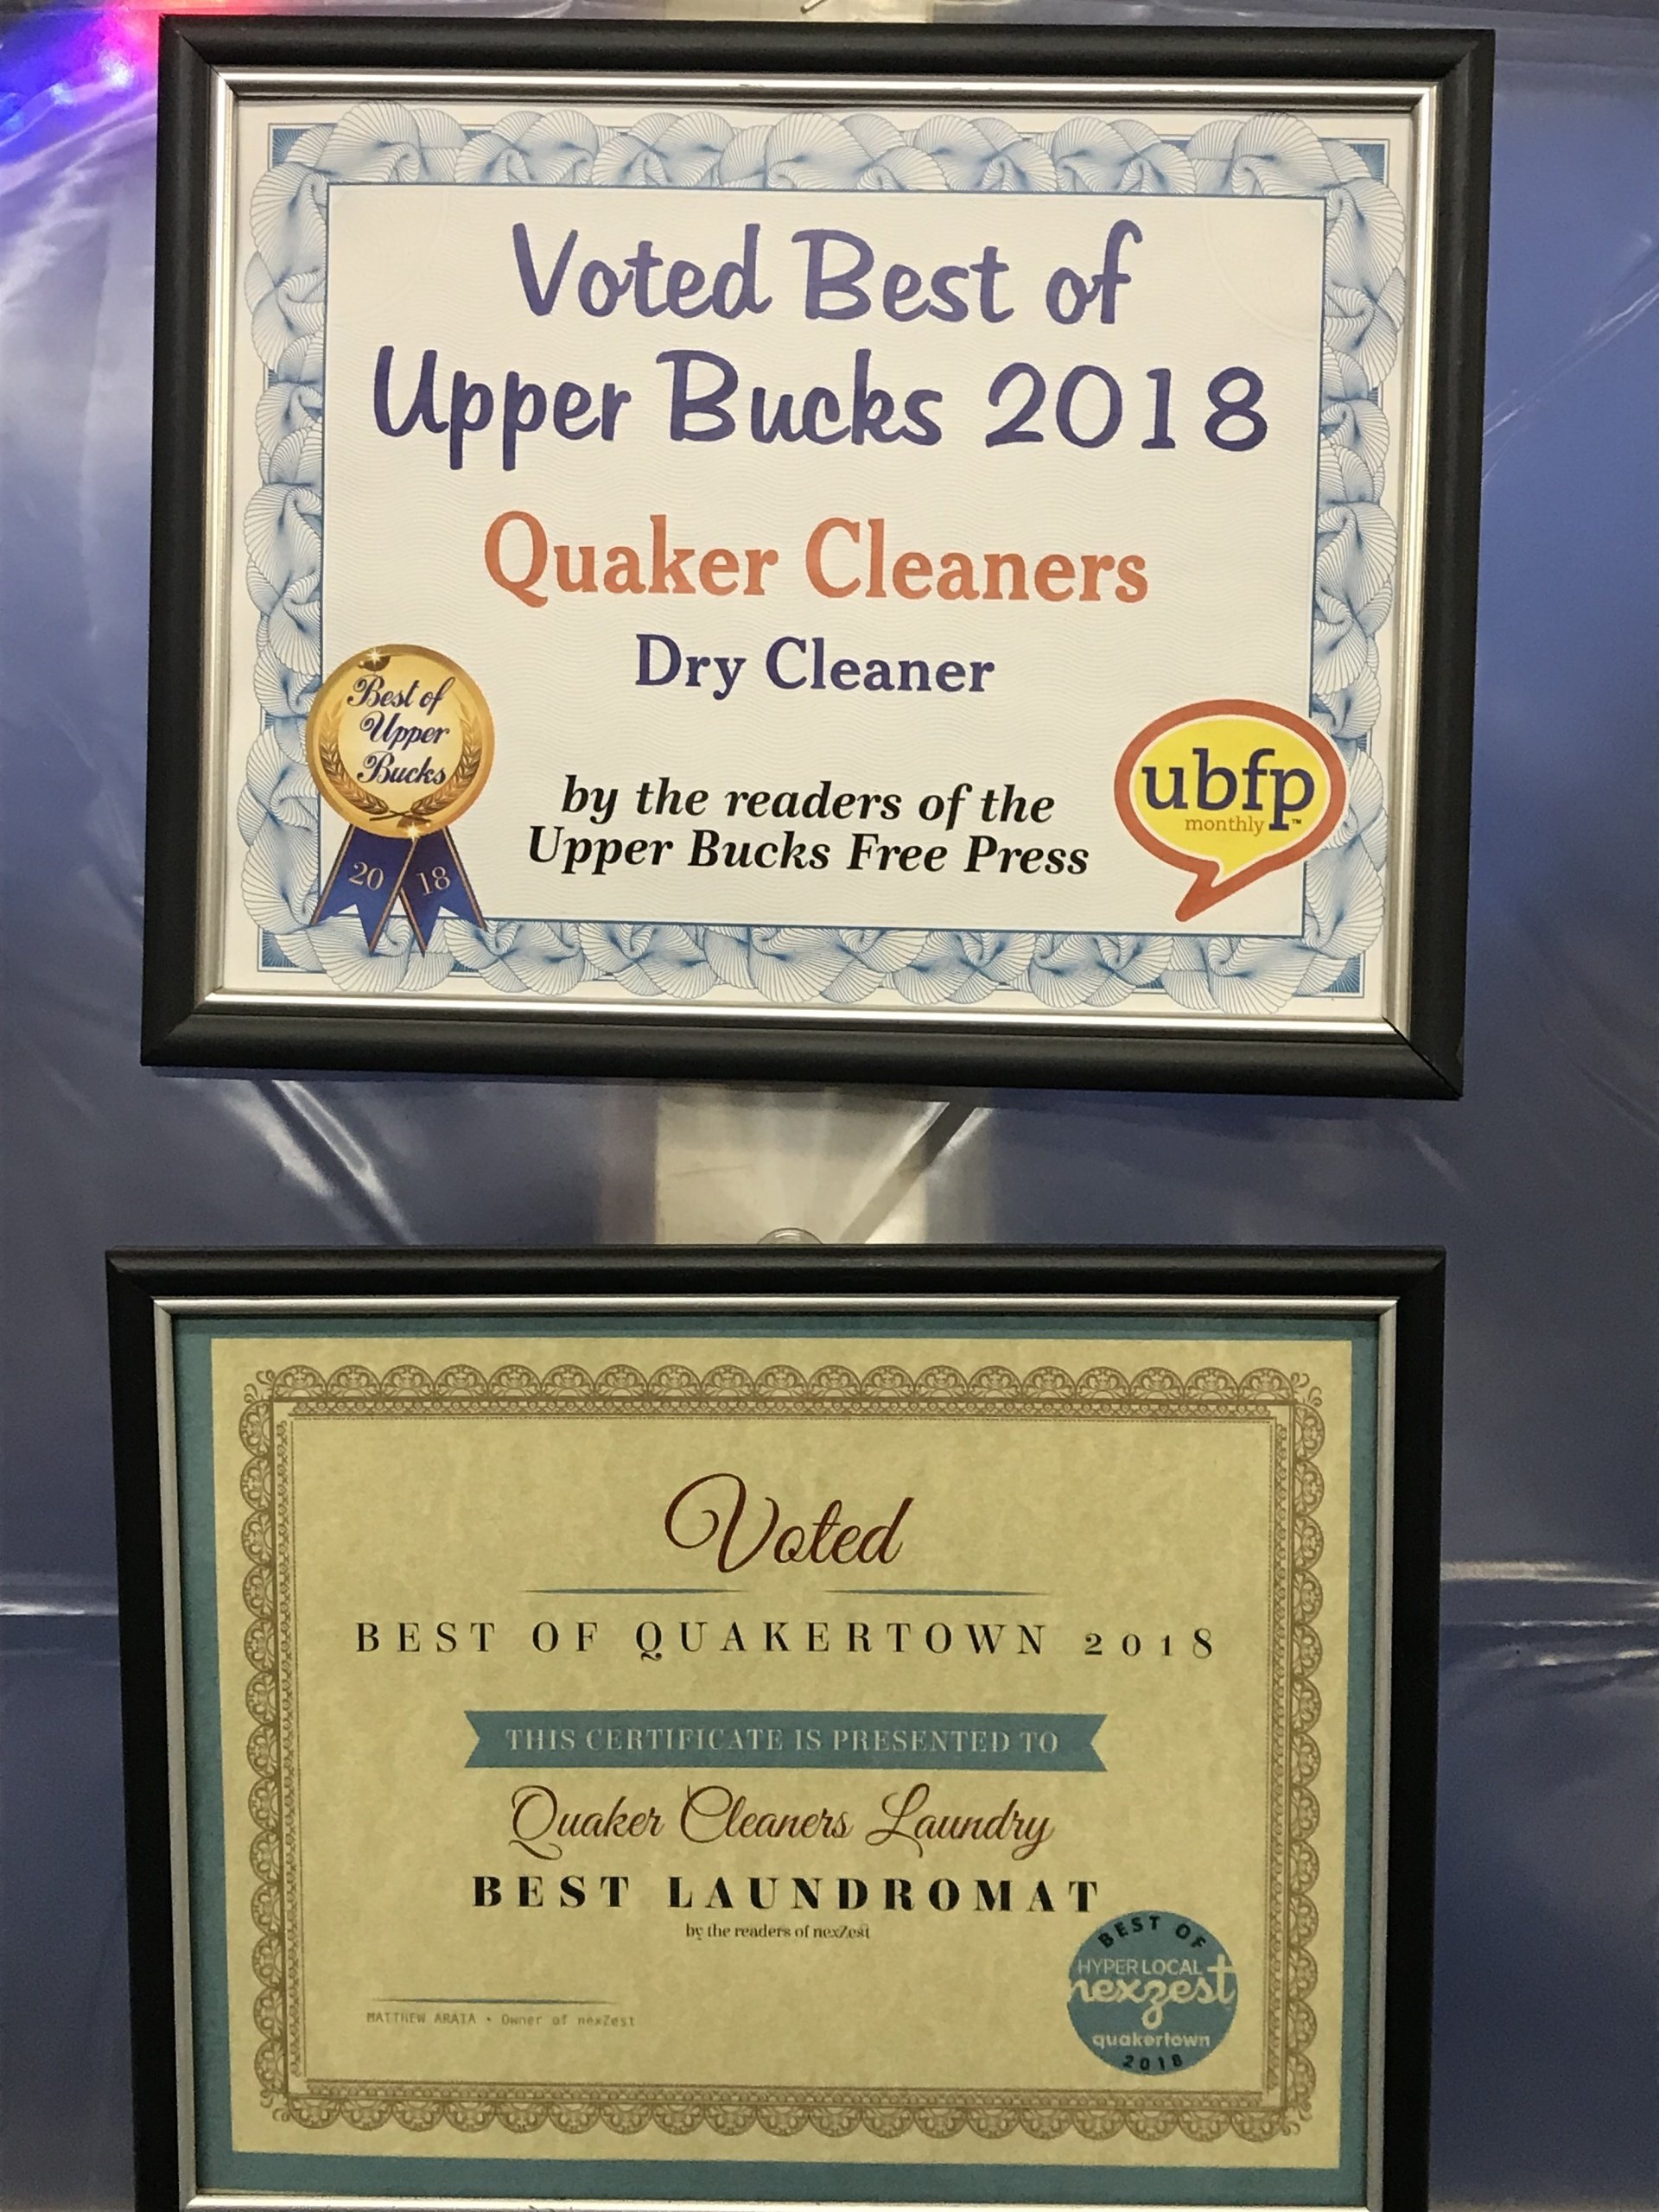 Voted Best of
Upper Bucks 2018
Quaker Cleaners
Dry Cleaner
Best of
Upper
Bucks
20 18
by the readers of the
Upper Bucks Free Press
ubfp
monthly™
Voted
BEST OF QUAKERTOWN 2018
THIS CERTIFICATE IS PRESENTED TO
Quaker Cleaners Laundry
BEST LAUNDROMAT
by the readers of nexZest
MATTHEW ARATA • Owner of nexZest
BEST OF
HYPER LOCAL
nexzest
quakertown
2018